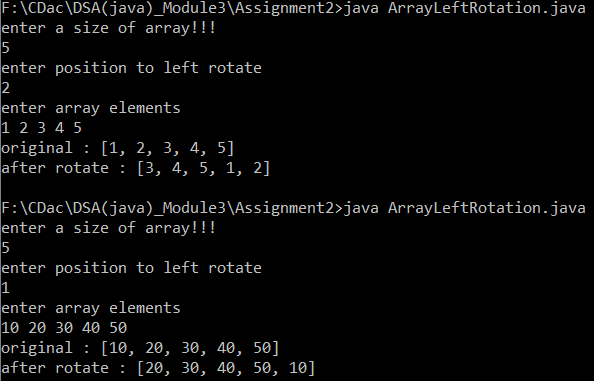 F:\CDac\DSA(java)_Module3\Assignment2>java ArrayLeftRotation.java
enter a size of array!!!
5
enter position to left rotate
2
enter array elements
1 2 3 4 5
original : [1, 2, 3, 4, 5]
after rotate : [3, 4, 5, 1, 2]
F:\CDac\DSA(java)_Module3\Assignment2>java ArrayLeftRotation.java
enter a size of array!!!
5
enter position to left rotate
1
enter array elements
10 20 30 40 50
original : [10, 20, 30, 40, 50]
after rotate : [20, 30, 40, 50, 10]